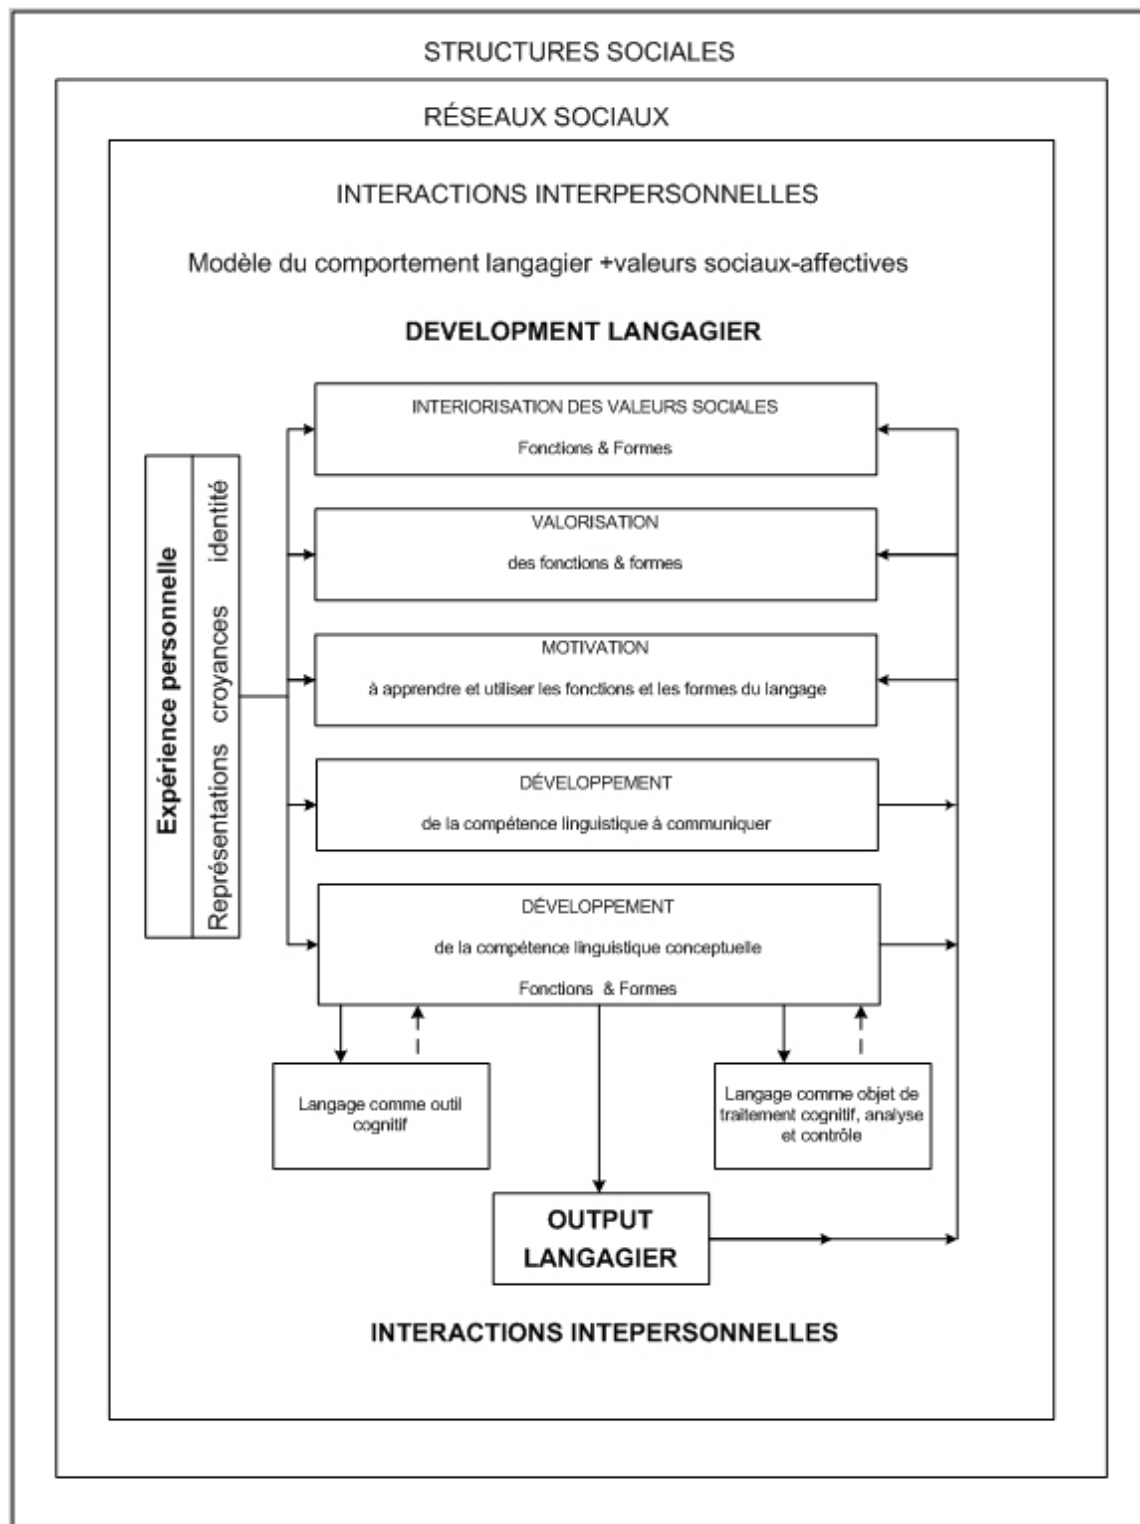 STRUCTURES SOCIALES
RÉSEAUX SOCIAUX
INTERACTIONS INTERPERSONNELLES
Modèle du comportement langagier +valeurs sociaux-affectives
DEVELOPMENT LANGAGIER
Expérience personnelle
Représentations croyances identité
INTERIORISATION DES VALEURS SOCIALES
Fonctions & Formes
VALORISATION
des fonctions & formes
MOTIVATION
à apprendre et utiliser les fonctions et les formes du langage
DÉVELOPPEMENT
de la compétence linguistique à communiquer
DÉVELOPPEMENT
de la compétence linguistique conceptuelle
Fonctions & Formes
Langage comme outil
cognitif
Langage comme objet de
traitement cognitif, analyse
et contrôle
OUTPUT
LANGAGIER
INTERACTIONS INTEPERSONNELLES